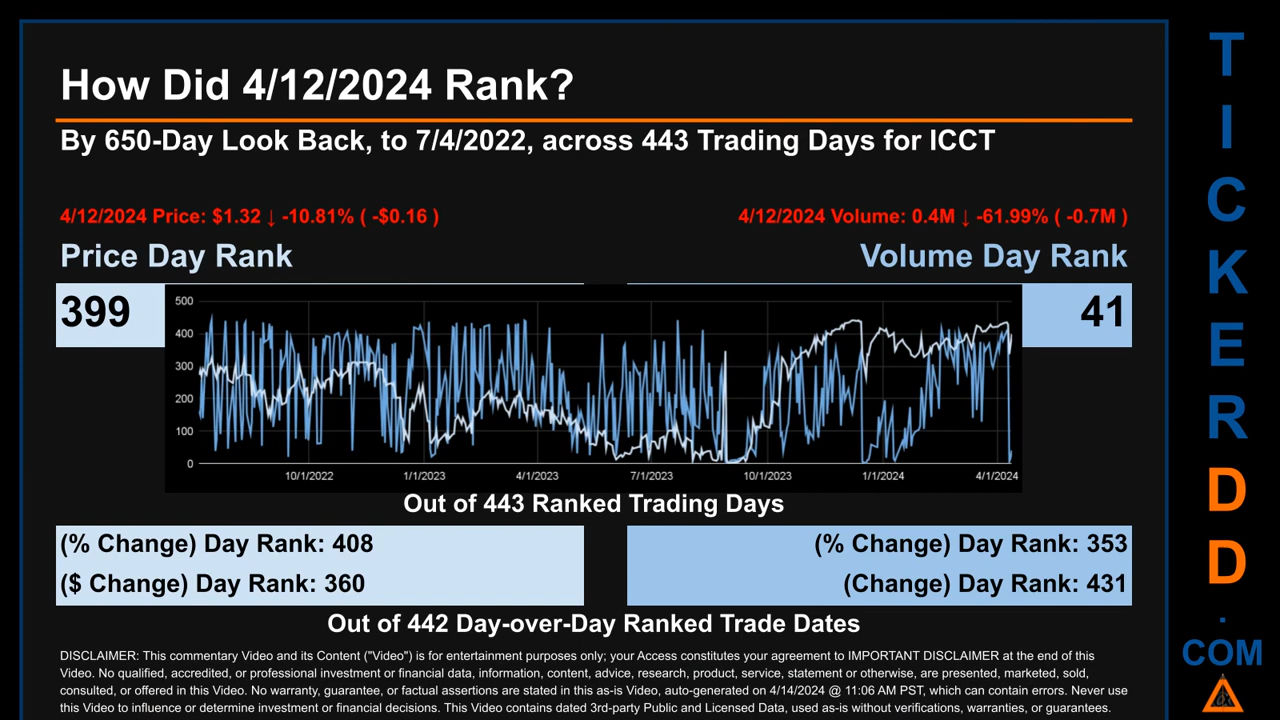 How Did 4/12/2024 Rank?
By 650-Day Look Back, to 7/4/2022, across 443 Trading Days for ICCT
4/12/2024 Price: $1.32 ↓ -10.81% ( -$0.16 )
4/12/2024 Volume: 0.4M ↓ -61.99% ( -0.7M )
Price Day Rank
Volume Day Rank
399
41
500
400
300
200
100
0
10/1/2022
1/1/2023
4/1/2023
7/1/2023
10/1/2023
1/1/2024
4/1/2024
Out of 443 Ranked Trading Days
(% Change) Day Rank: 408
($ Change) Day Rank: 360
(% Change) Day Rank: 353
(Change) Day Rank: 431
Out of 442 Day-over-Day Ranked Trade Dates
DISCLAIMER: This commentary Video and its Content ("Video") is for entertainment purposes only; your Access constitutes your agreement to IMPORTANT DISCLAIMER at the end of this
Video. No qualified, accredited, or professional investment or financial data, information, content, advice, research, product, service, statement or otherwise, are presented, marketed, sold,
consulted, or offered in this Video. No warranty, guarantee, or factual assertions are stated in this as-is Video, auto-generated on 4/14/2024 @ 11:06 AM PST, which can contain errors. Never use
this Video to influence or determine investment or financial decisions. This Video contains dated 3rd-party Public and Licensed Data, used as-is without verifications, warranties, or guarantees.
T
I
C
K
E
R
D
D
.
COM